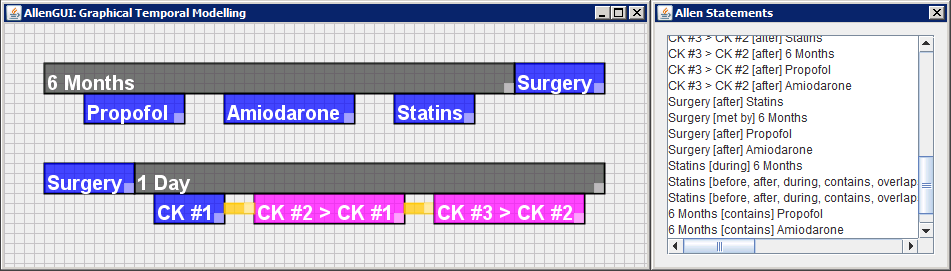 AllenGUI: Graphical Temporal Modelling
6 Months
Surgery
Propofol
Amiodarone
Statins
Surgery
1 Day
CK #1
CK #2 > CK #1
CK #3 > CK #2
Allen Statements
CK #3 > CK #2 [after] Statins
CK #3 > CK #2 [after] 6 Months
CK #3 > CK #2 [after] Propofol
CK #3 > CK #2 [after] Amiodarone
Surgery [after] Statins
Surgery [met by] 6 Months
Surgery [after] Propofol
Surgery [after] Amiodarone
Statins [during] 6 Months
Statins [before, after, during, contains, overlap
Statins [before, after, during, contains, overlap
6 Months [contains] Propofol
6 Months [contains] Amiodarone